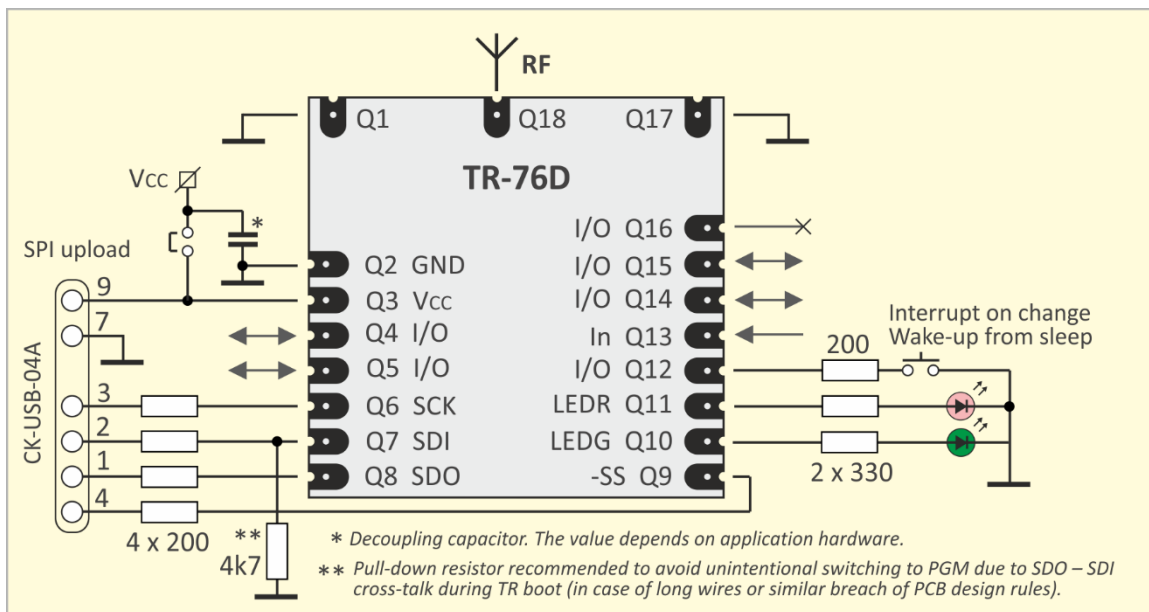 RF
Q1
Q18
Q17
TR-76D
VCC
*
SPI upload
CK-USB-04A
9
7
3
2
1
4
4 x 200
**
4k7
Q2 GND
Q3 VCC
Q4 I/O
Q5 I/O
Q6 SCK
Q7 SDI
Q8 SDO
I/O Q16
I/O Q15
I/O Q14
In Q13
I/O Q12
LEDR Q11
LEDG Q10
-SS Q9
Interrupt on change
Wake-up from sleep
200
2 x 330
* Decoupling capacitor. The value depends on application hardware.
** Pull-down resistor recommended to avoid unintentional switching to PGM due to SDO – SDI
cross-talk during TR boot (in case of long wires or similar breach of PCB design rules).